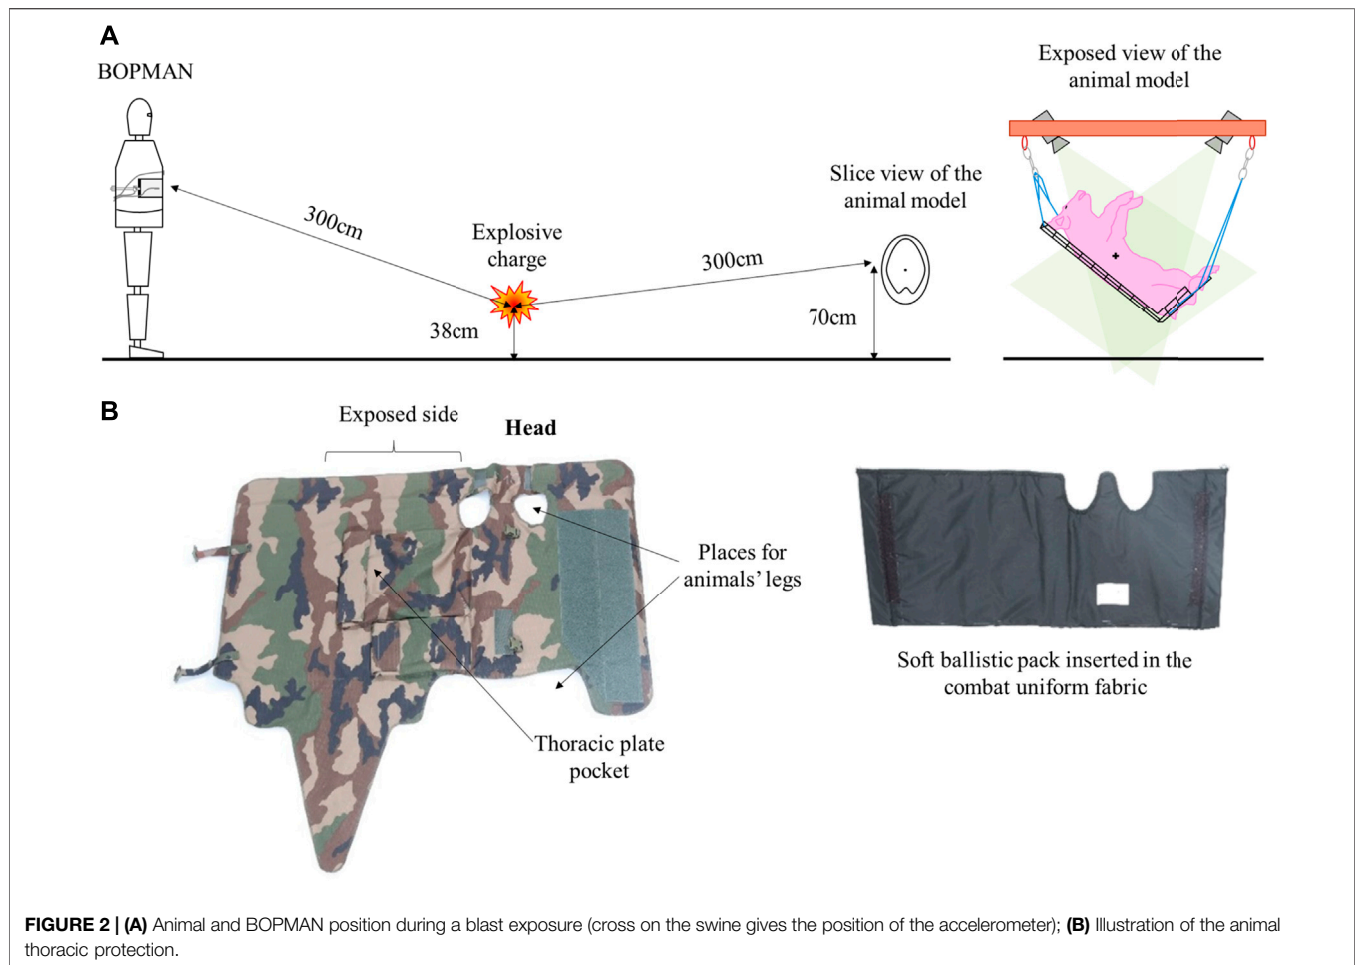 A
BOPMAN
Exposed view of the
animal model
Slice view of the
animal model
300cm
Explosive
charge
300cm
38cm
70cm
B
Exposed side
Head
Places for
animals' legs
Thoracic plate
pocket
Soft ballistic pack inserted in the
combat uniform fabric
FIGURE 2 | (A) Animal and BOPMAN position during a blast exposure (cross on the swine gives the position of the accelerometer); (B) Illustration of the animal
thoracic protection.